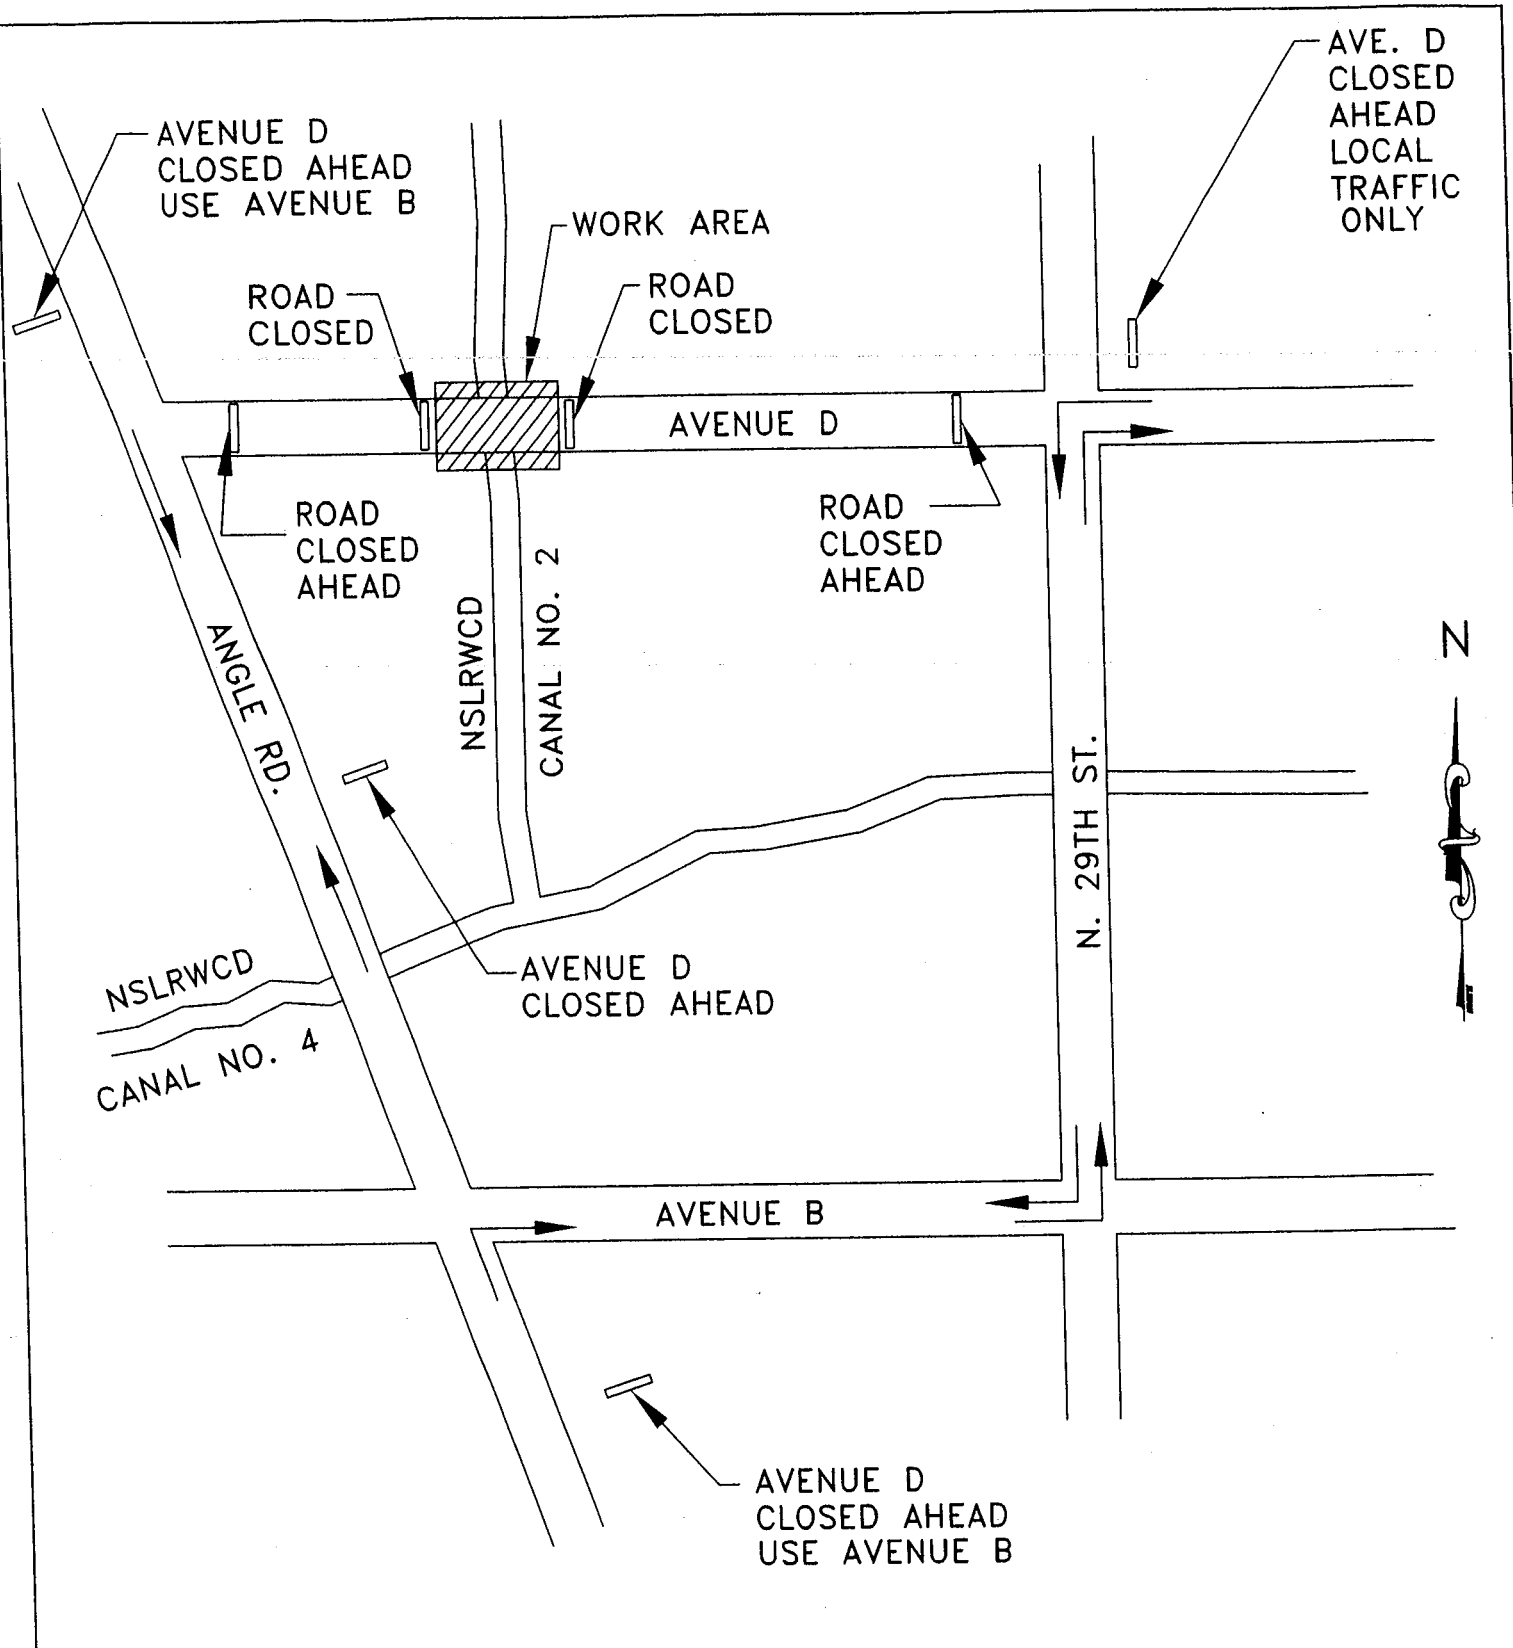 AVE. D
CLOSED
AHEAD
LOCAL
TRAFFIC
ONLY
AVENUE D
CLOSED AHEAD
USE AVENUE B
WORK AREA
ROAD
CLOSED
ROAD
CLOSED
AVENUE D
ROAD
CLOSED
AHEAD
ROAD
CLOSED
AHEAD
NSLRWCD
CANAL NO. 2
ANGLE RD.
N
N. 29TH ST.
NSLRWCD
CANAL NO. 4
AVENUE D
CLOSED AHEAD
AVENUE B
AVENUE D
CLOSED AHEAD
USE AVENUE B